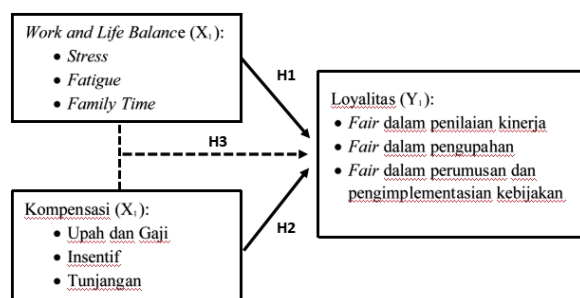 Work and Life Balance (X₁):
• Stress
• Fatigue
• Family Time
H1
Loyalitas (Y₁):
• Fair dalam penilaian kinerja
• Fair dalam pengupahan
• Fair dalam perumusan dan
pengimplementasian kebijakan
H3
Kompensasi (X₁):
• Upah dan Gaji
• Insentif
• Tunjangan
H2